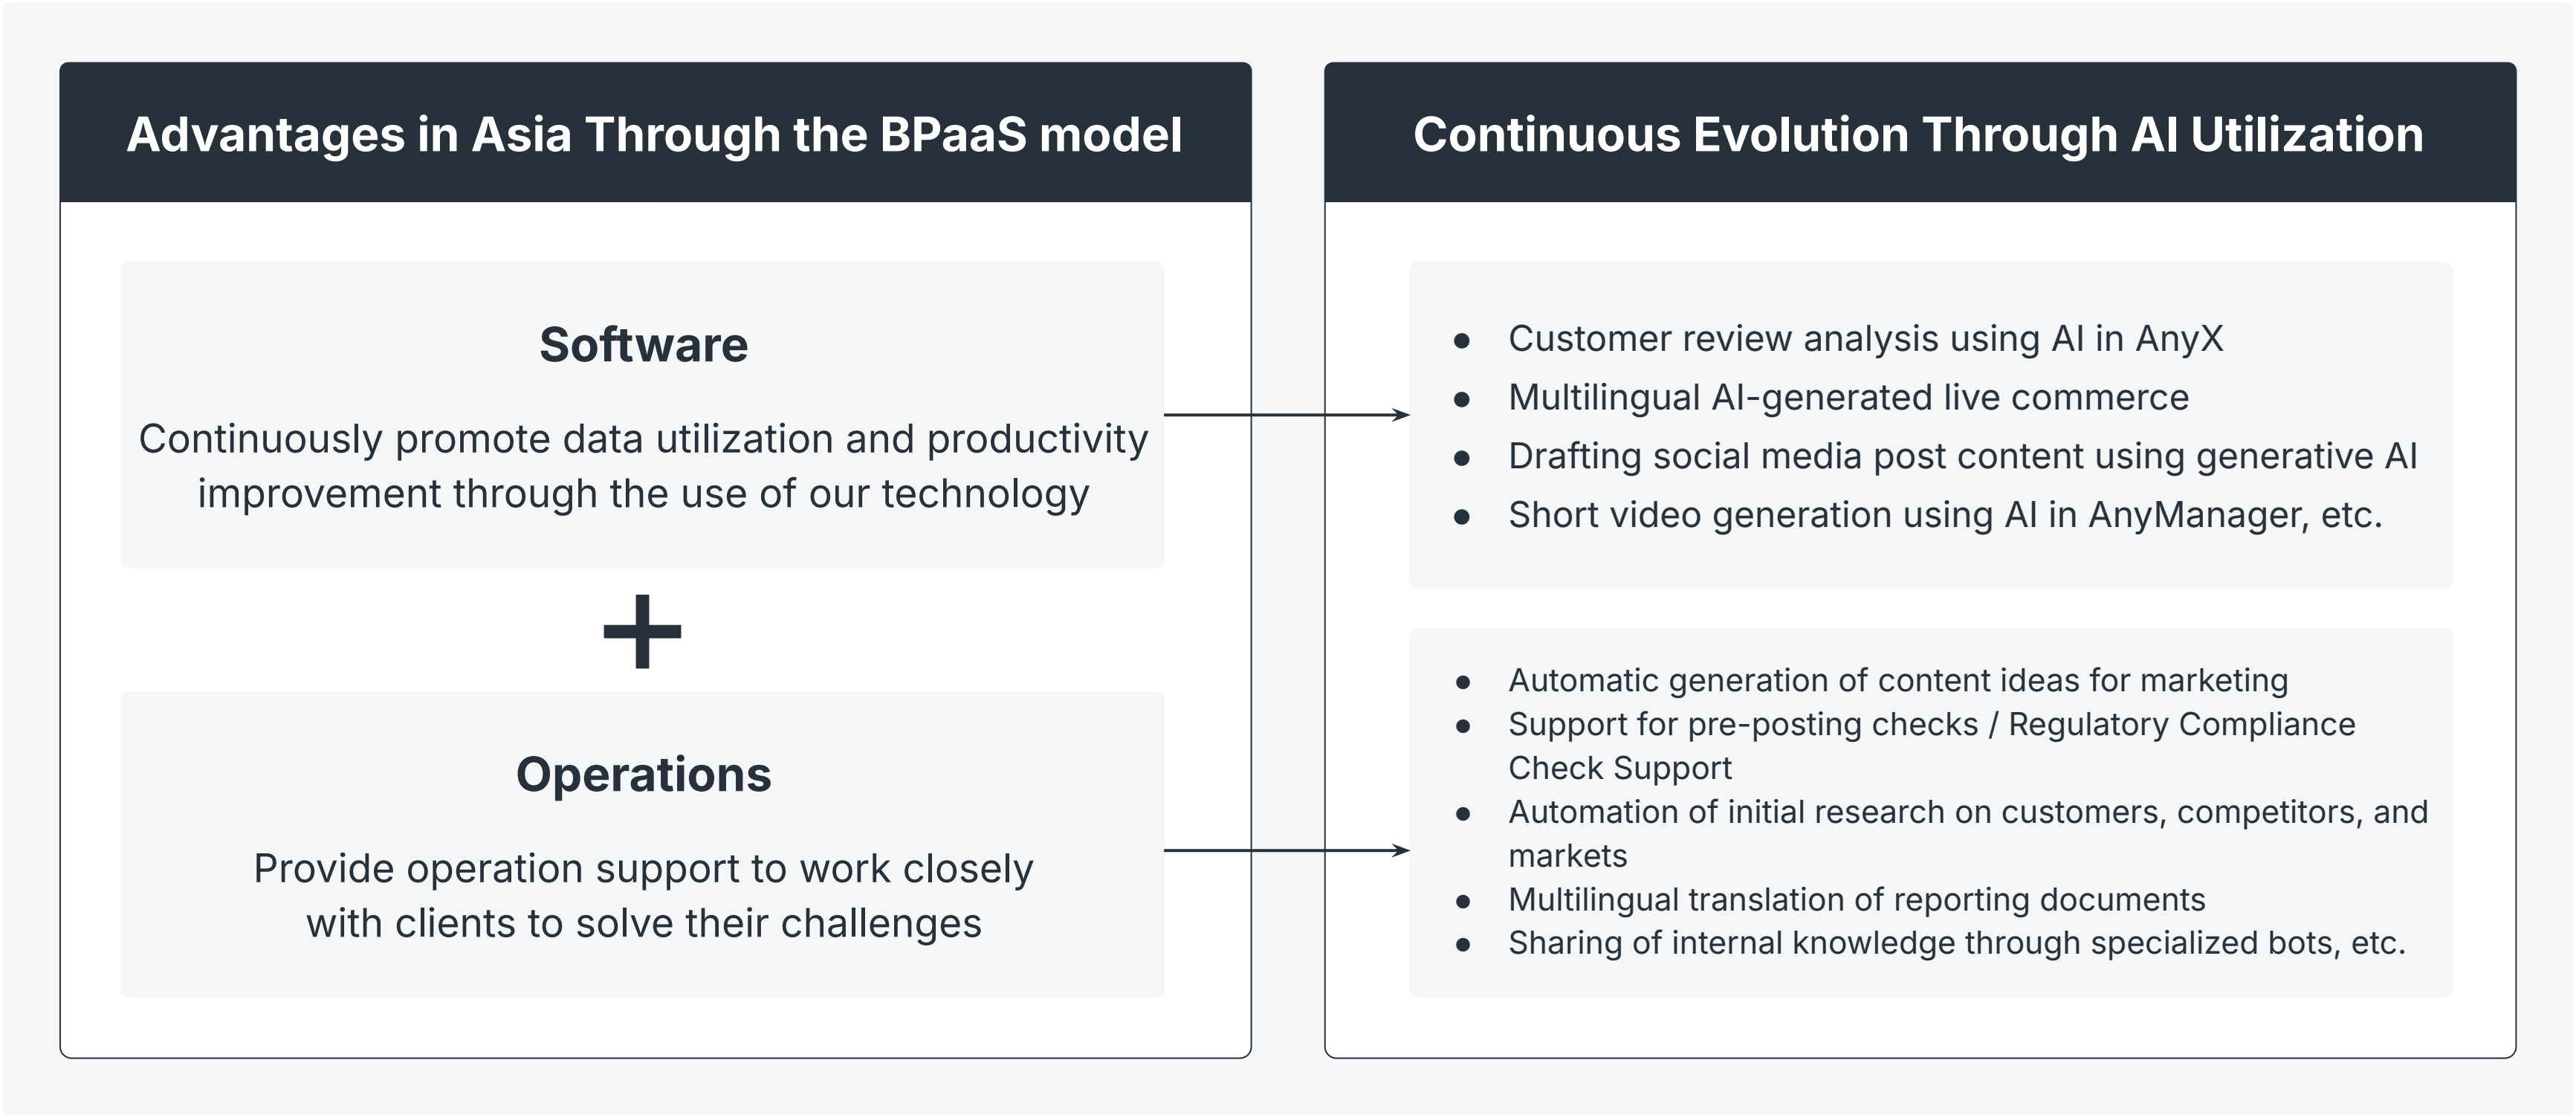 Advantages in Asia Through the BPaaS model
Software
Continuously promote data utilization and productivity
improvement through the use of our technology
+
Operations
Provide operation support to work closely
with clients to solve their challenges
Continuous Evolution Through AI Utilization
● Customer review analysis using AI in AnyX
● Multilingual AI-generated live commerce
● Drafting social media post content using generative AI
● Short video generation using AI in AnyManager, etc.
● Automatic generation of content ideas for marketing
● Support for pre-posting checks / Regulatory Compliance
Check Support
● Automation of initial research on customers, competitors, and
markets
● Multilingual translation of reporting documents
● Sharing of internal knowledge through specialized bots, etc.